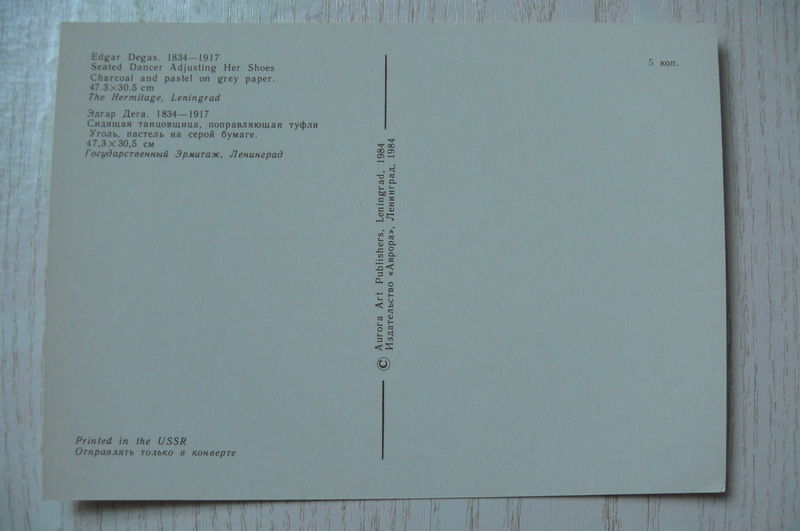 Edgar Degas. 1834—1917
Seated Dancer Adjusting Her Shoes
Charcoal and pastel on grey paper.
47.3×30.5 cm
The Hermitage, Leningrad
Эдгар Дега. 1834—1917
Сидящая танцовщица, поправляющая туфли
Уголь, пастель на серой бумаге.
47,3×30,5 см
Государственный Эрмитаж, Ленинград
Printed in the USSR
Отправлять только в конверте
© Aurora Art Publishers, Leningrad, 1984
Издательство «Аврора», Ленинград, 1984
5 коп.